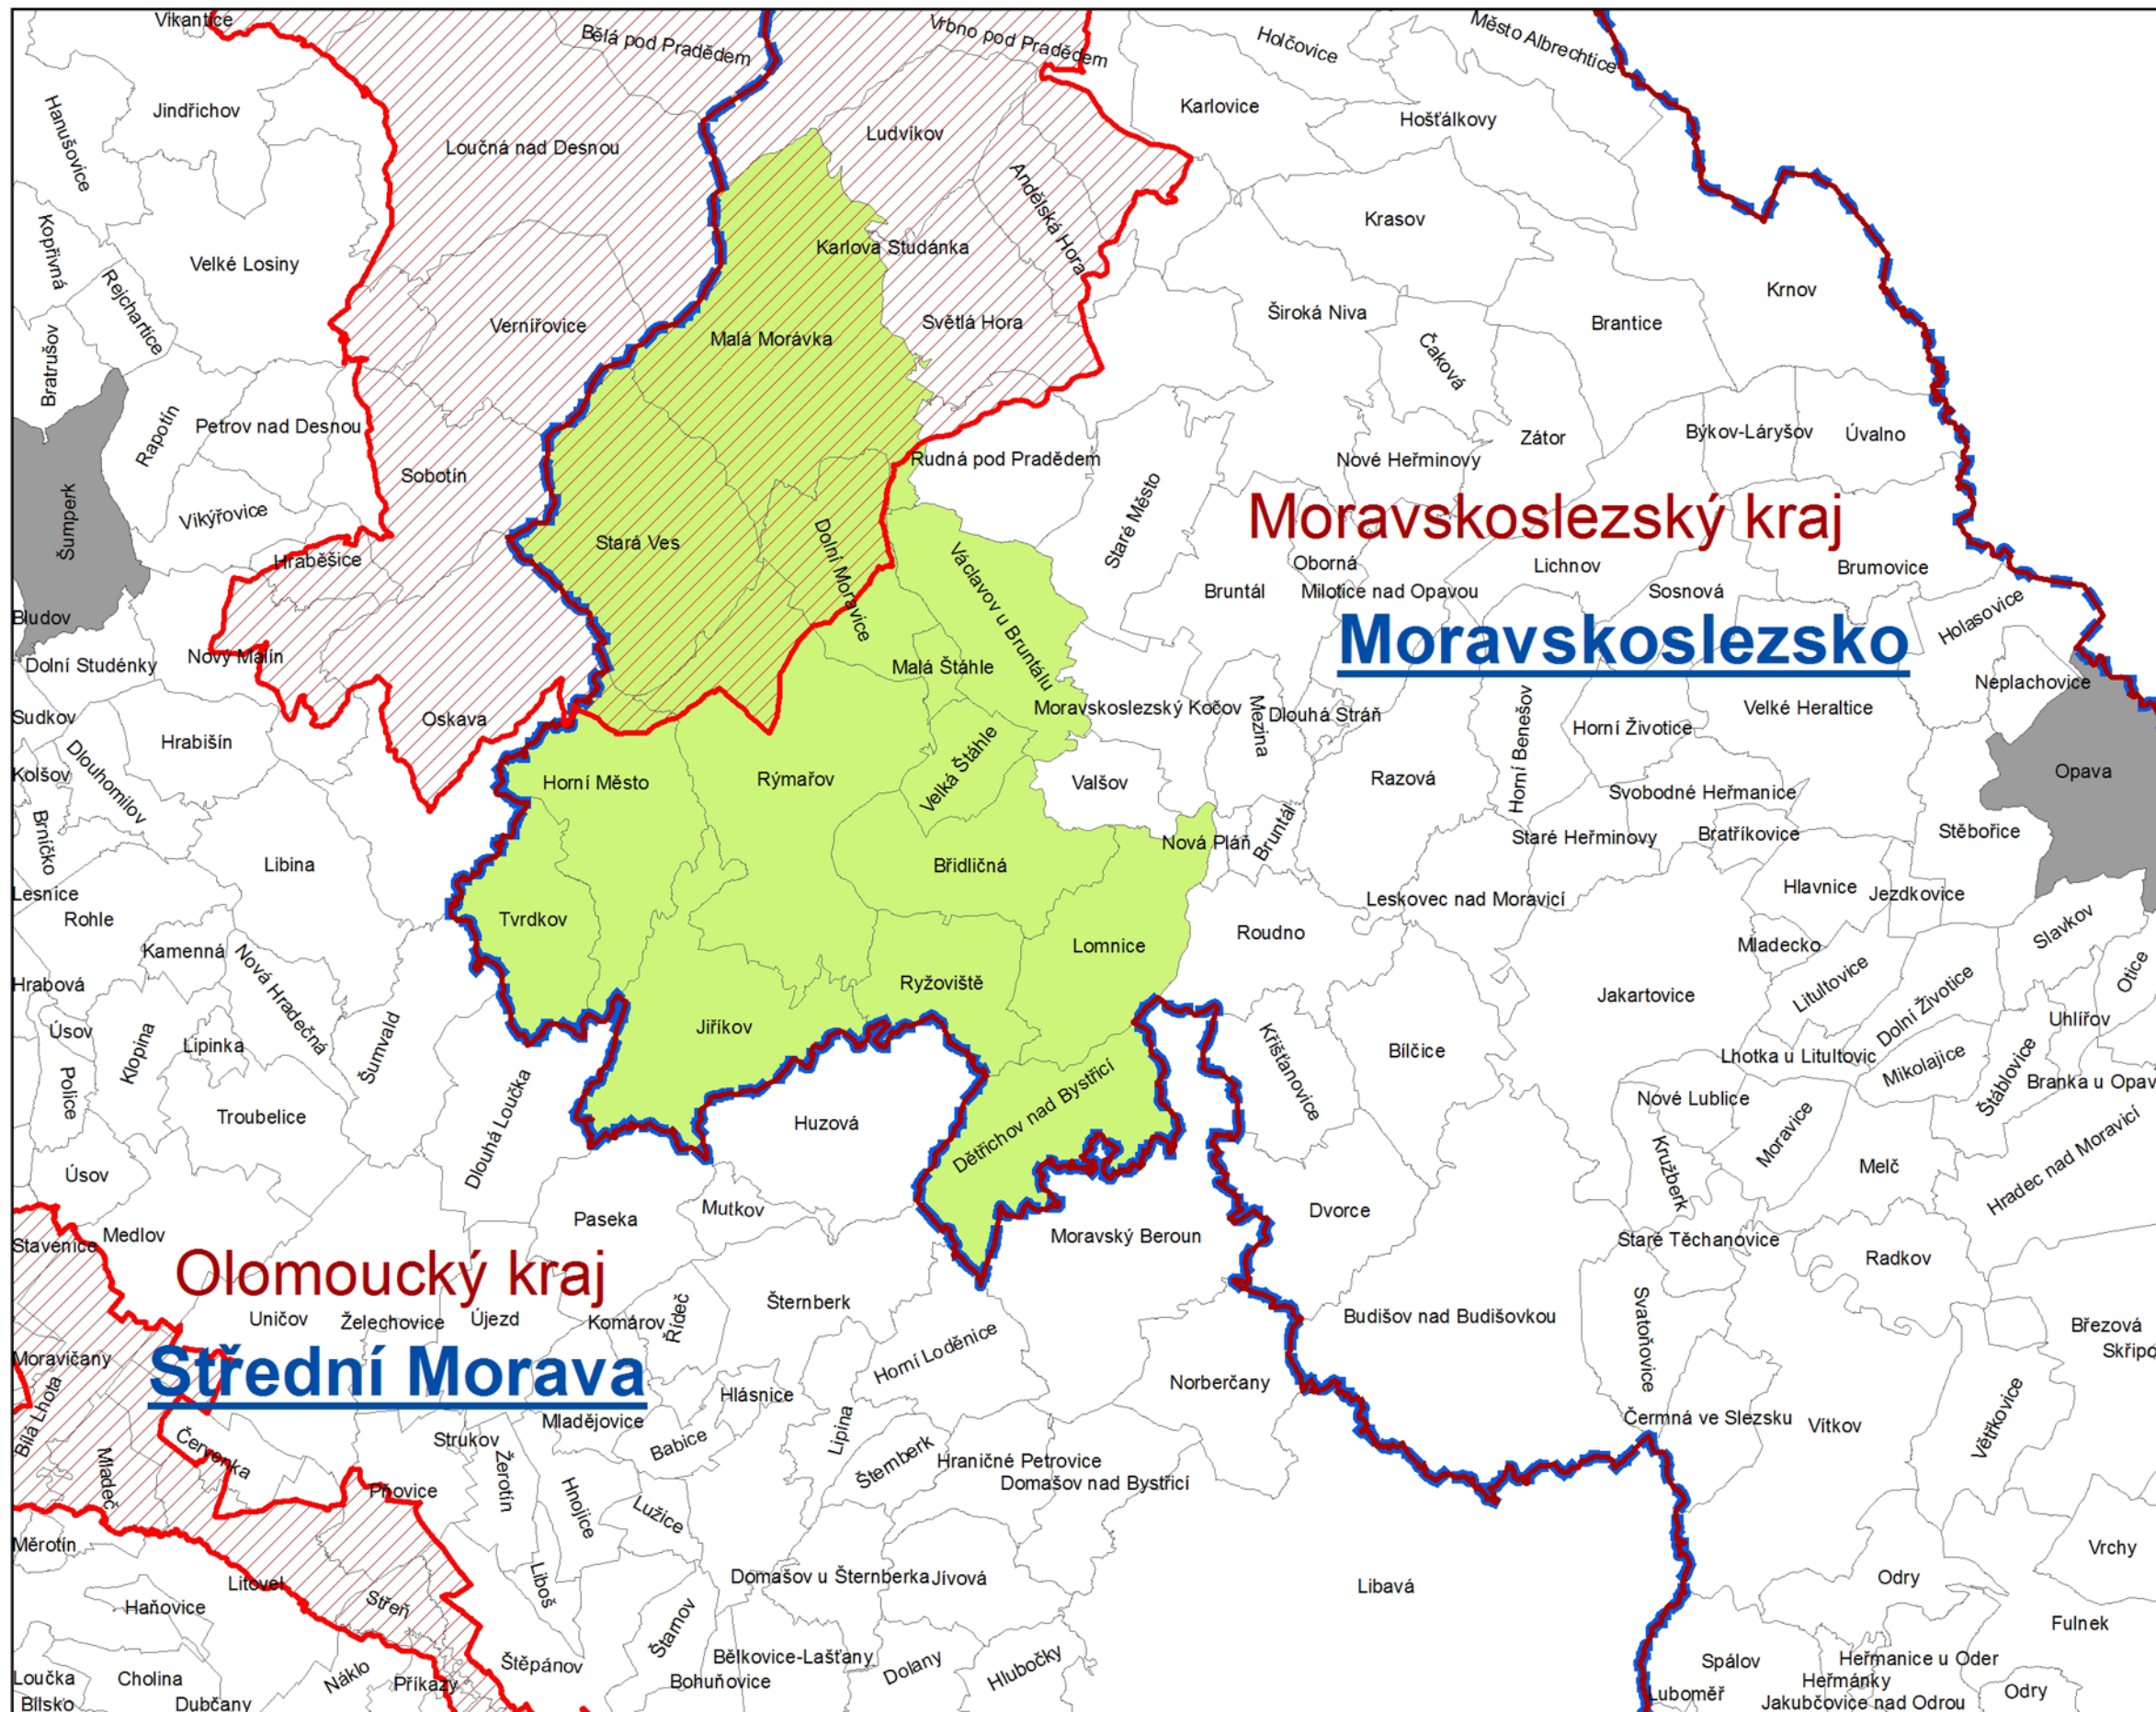 Vikantice
Bělá pod Pradědem
Vrbno pod Pradědem
Holčovice
Město Albrechtice
Hanušovice
Jindřichov
Loučná nad Desnou
Ludvíkov
Karlovice
Hošťálkovy
Andělská Hora
Kopřivná
Rejchartice
Velké Losiny
Karlova Studánka
Krasov
Krnov
Bratrušov
Vernířovice
Malá Morávka
Světlá Hora
Široká Niva
Čaková
Brantice
Rapotín
Petrov nad Desnou
Sobotín
Rudná pod Pradědem
Staré Město
Nové Heřminovy
Zátor
Býkov-Láryšov
Úvalno
Šumperk
Vikýřovice
Hraběšice
Stará Ves
Dolní Moravice
Václavov u Bruntálu
Moravskoslezský kraj
Oborná
Lichnov
Brumovice
Bruntál
Milotice nad Opavou
Sosnová
Holasovice
Bludov
Moravskoslezsko
Dolní Studénky
Nový Malín
Malá Štáhle
Neplachovice
Sudkov
Oskava
Moravskoslezský Kočov
Mezina
Dlouhá Stráň
Horní Benešov
Horní Životice
Velké Heraltice
Hrabišín
Kolšov
Dlouhomilov
Horní Město
Rýmařov
Velká Štáhle
Valšov
Razová
Svobodné Heřmanice
Opava
Brníčko
Libina
Břidličná
Nová Pláň
Bruntál
Staré Heřminovy
Bratříkovice
Stěbořice
Lesnice
Rohle
Tvrdkov
Leskovec nad Moravicí
Hlavnice
Jezdkovice
Kamenná
Nová Hradečná
Lomnice
Roudno
Mladecko
Slavkov
Hrabová
Ryžoviště
Jakartovice
Litultovice
Dolní Životice
Otice
Úsov
Klopina
Lipinka
Šumvald
Jiříkov
Křišťanovice
Bílčice
Uhlířov
Lhotka u Litultovic
Mikolajice
Štáblovice
Branka u Opav
Police
Troubelice
Dlouhá Loučka
Huzová
Dětřichov nad Bystřicí
Nové Lublice
Moravice
Kružberk
Melč
Hradec nad Moravicí
Úsov
Paseka
Mutkov
Moravský Beroun
Dvorce
Stavenice
Medlov
Staré Těchanovice
Radkov
Olomoucký kraj
Uničov
Želechovice
Újezd
Komárov
Řídeč
Šternberk
Horní Loděnice
Budišov nad Budišovkou
Svatoňovice
Březová
Skřipo
Moravičany
Střední Morava
Bílá Lhota
Hlásnice
Norberčany
Mladějovice
Čermná ve Slezsku
Vítkov
Větřkovice
Mladeč
Červenka
Strukov
Žerotín
Babice
Lipina
Šternberk
Hraničné Petrovice
Domašov nad Bystřicí
Pňovice
Hnojice
Lužice
Měrotín
Litovel
Střeň
Liboš
Domašov u Šternberka
Jívová
Libavá
Vrchy
Odry
Haňovice
Štarnov
Fulnek
Loučka
Cholina
Náklo
Příkazy
Štěpánov
Bělkovice-Lašťany
Bohuňovice
Dolany
Hlubočky
Spálov
Heřmanice u Oder
Heřmánky
Bílsko
Dubčany
Luboměř
Jakubčovice nad Odrou
Odry